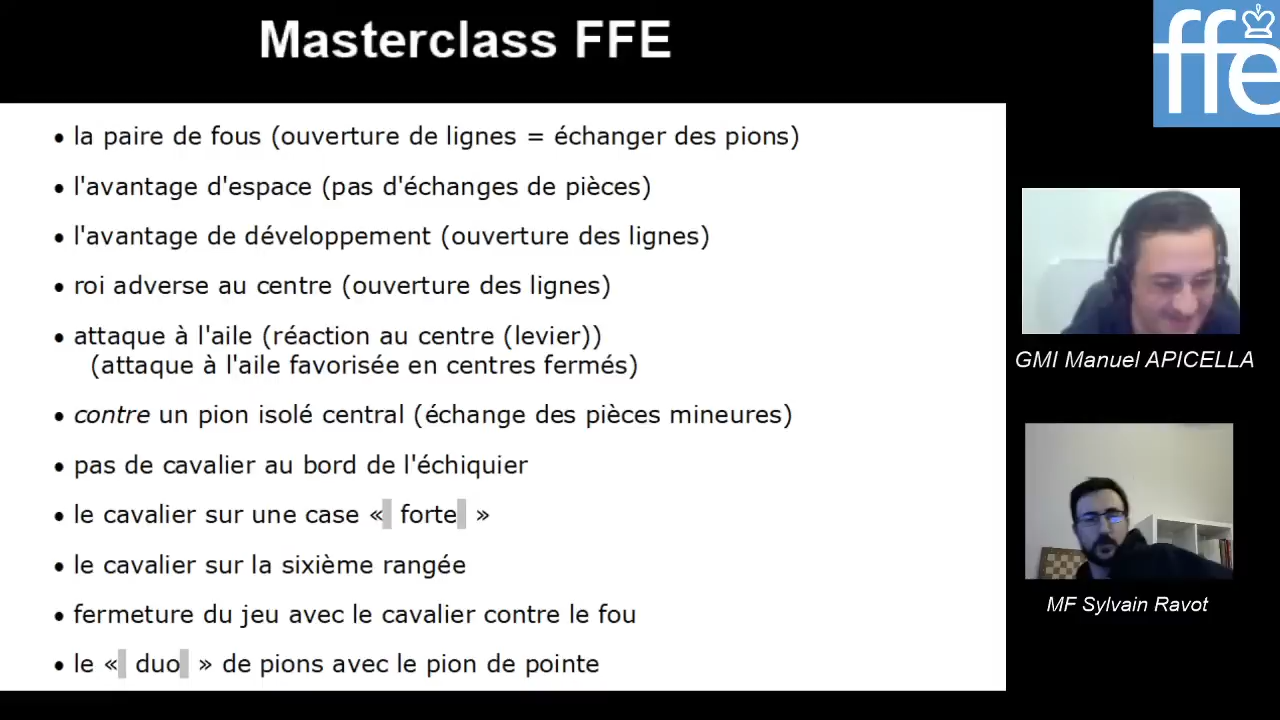 Masterclass FFE
ffe
• la paire de fous (ouverture de lignes = échanger des pions)
• l'avantage d'espace (pas d'échanges de pièces)
• l'avantage de développement (ouverture des lignes)
• roi adverse au centre (ouverture des lignes)
• attaque à l'aile (réaction au centre (levier))
(attaque à l'aile favorisée en centres fermés)
• contre un pion isolé central (échange des pièces mineures)
• pas de cavalier au bord de l'échiquier
• le cavalier sur une case « forte »
• le cavalier sur la sixième rangée
• fermeture du jeu avec le cavalier contre le fou
• le « duo » de pions avec le pion de pointe
GMI Manuel APICELLA
MF Sylvain Ravot